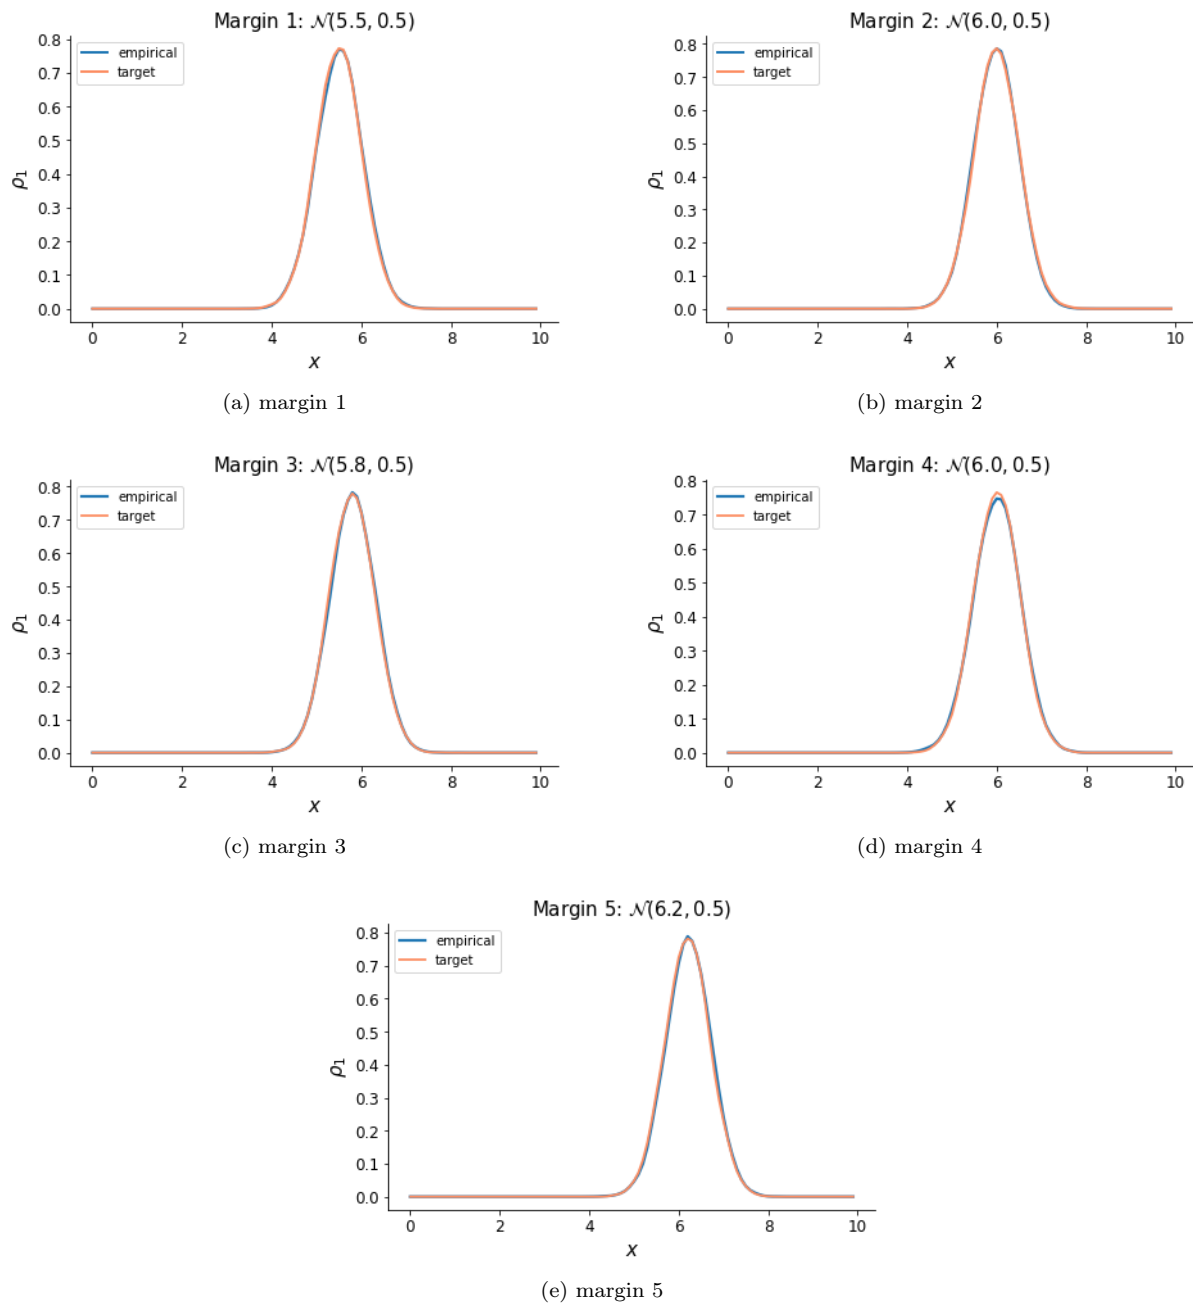 Margin 1: 𝒩(5.5, 0.5)
empirical
target
0.8
0.7
0.6
0.5
0.4
0.3
0.2
0.1
0.0
ρ₁
0 2 4 6 8 10
x
(a) margin 1
Margin 2: 𝒩(6.0, 0.5)
empirical
target
0.8
0.7
0.6
0.5
0.4
0.3
0.2
0.1
0.0
ρ₁
0 2 4 6 8 10
x
(b) margin 2
Margin 3: 𝒩(5.8, 0.5)
empirical
target
0.8
0.7
0.6
0.5
0.4
0.3
0.2
0.1
0.0
ρ₁
0 2 4 6 8 10
x
(c) margin 3
Margin 4: 𝒩(6.0, 0.5)
empirical
target
0.8
0.7
0.6
0.5
0.4
0.3
0.2
0.1
0.0
ρ₁
0 2 4 6 8 10
x
(d) margin 4
Margin 5: 𝒩(6.2, 0.5)
empirical
target
0.8
0.7
0.6
0.5
0.4
0.3
0.2
0.1
0.0
ρ₁
0 2 4 6 8 10
x
(e) margin 5